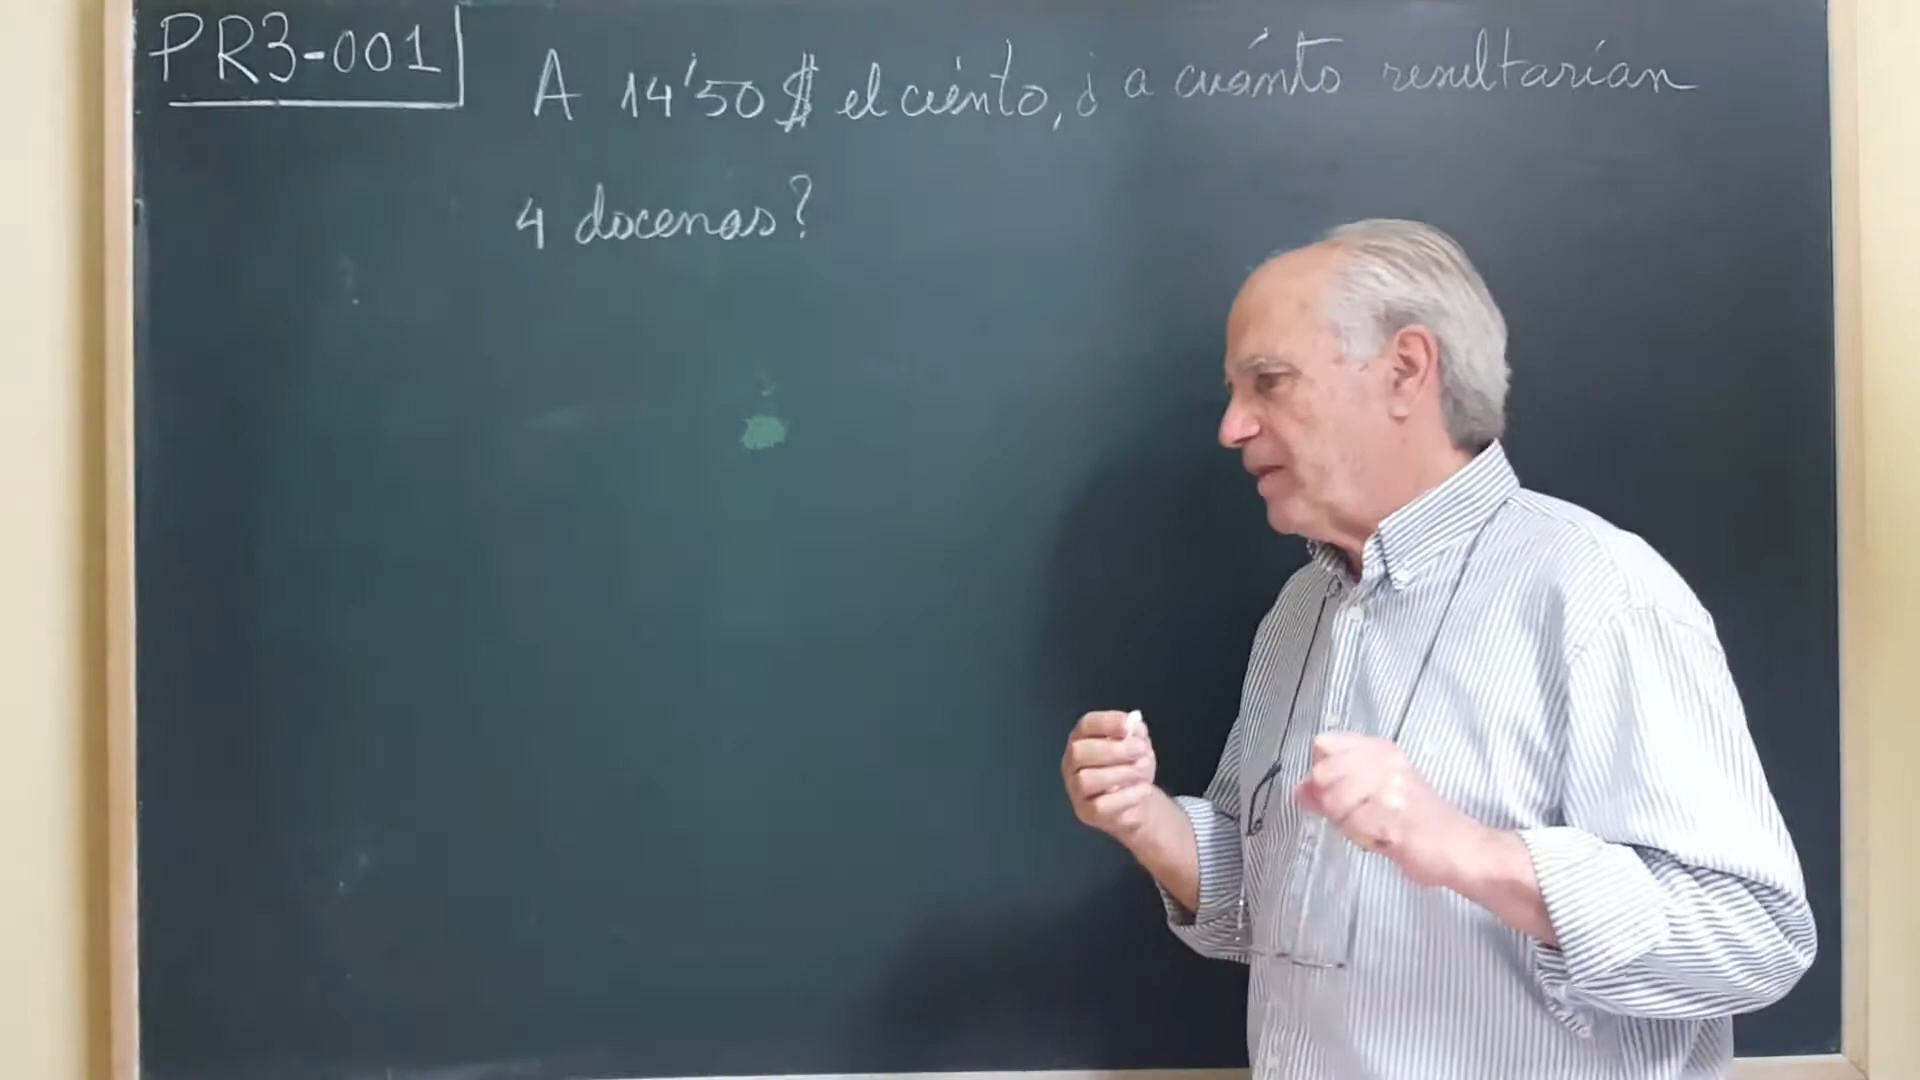 PR3-001
A 14'50 $ el ciento, ¿a cuánto resultarían
4 docenas?